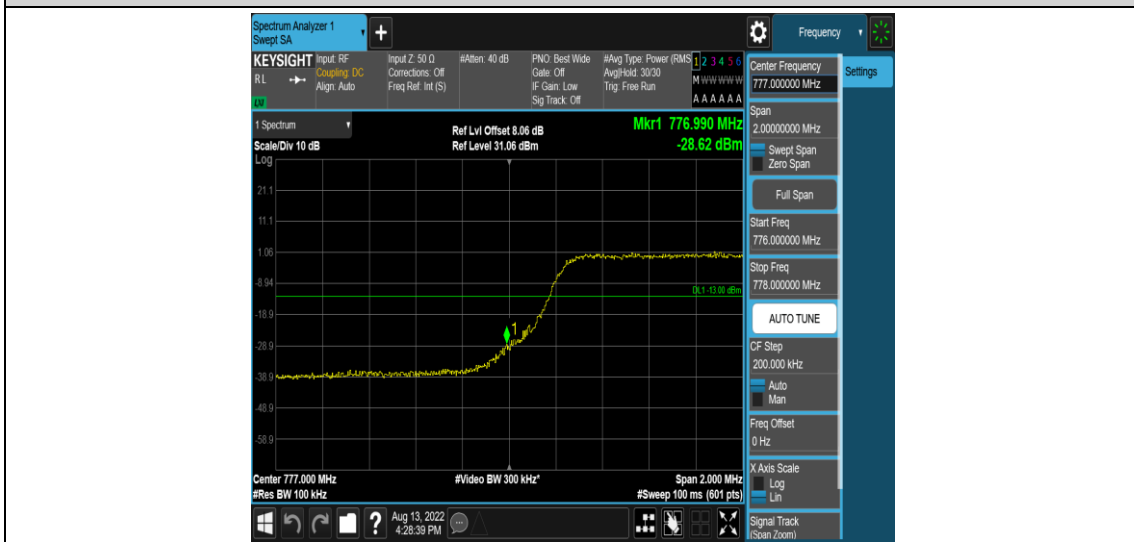 Spectrum Analyzer 1
Swept SA
+
Frequency
KEYSIGHT
RL
Input: RF
Coupling: DC
Align: Auto
Input Z: 50 Ω
Corrections: Off
Freq Ref: Int (S)
#Atten: 40 dB
PNO: Best Wide
Gate: Off
IF Gain: Low
Sig Track: Off
#Avg Type: Power (RMS
Avg|Hold: 30/30
Trig: Free Run
1 2 3 4 5 6
M W W W W W
A A A A A A
1 Spectrum
Scale/Div 10 dB
Log
Ref Lvl Offset 8.06 dB
Ref Level 31.06 dBm
Mkr1 776.990 MHz
-28.62 dBm
21.1
11.1
1.06
-8.94
-18.9
-28.9
-38.9
-48.9
-58.9
DL1 -13.00 dBm
1
Center 777.000 MHz
#Res BW 100 kHz
#Video BW 300 kHz*
Span 2.000 MHz
#Sweep 100 ms (601 pts)
Center Frequency
777.000000 MHz
Settings
Span
2.00000000 MHz
Swept Span
Zero Span
Full Span
Start Freq
776.000000 MHz
Stop Freq
778.000000 MHz
AUTO TUNE
CF Step
200.000 kHz
Auto
Man
Freq Offset
0 Hz
X Axis Scale
Log
Lin
Signal Track
(Span Zoom)
?
Aug 13, 2022
4:28:39 PM